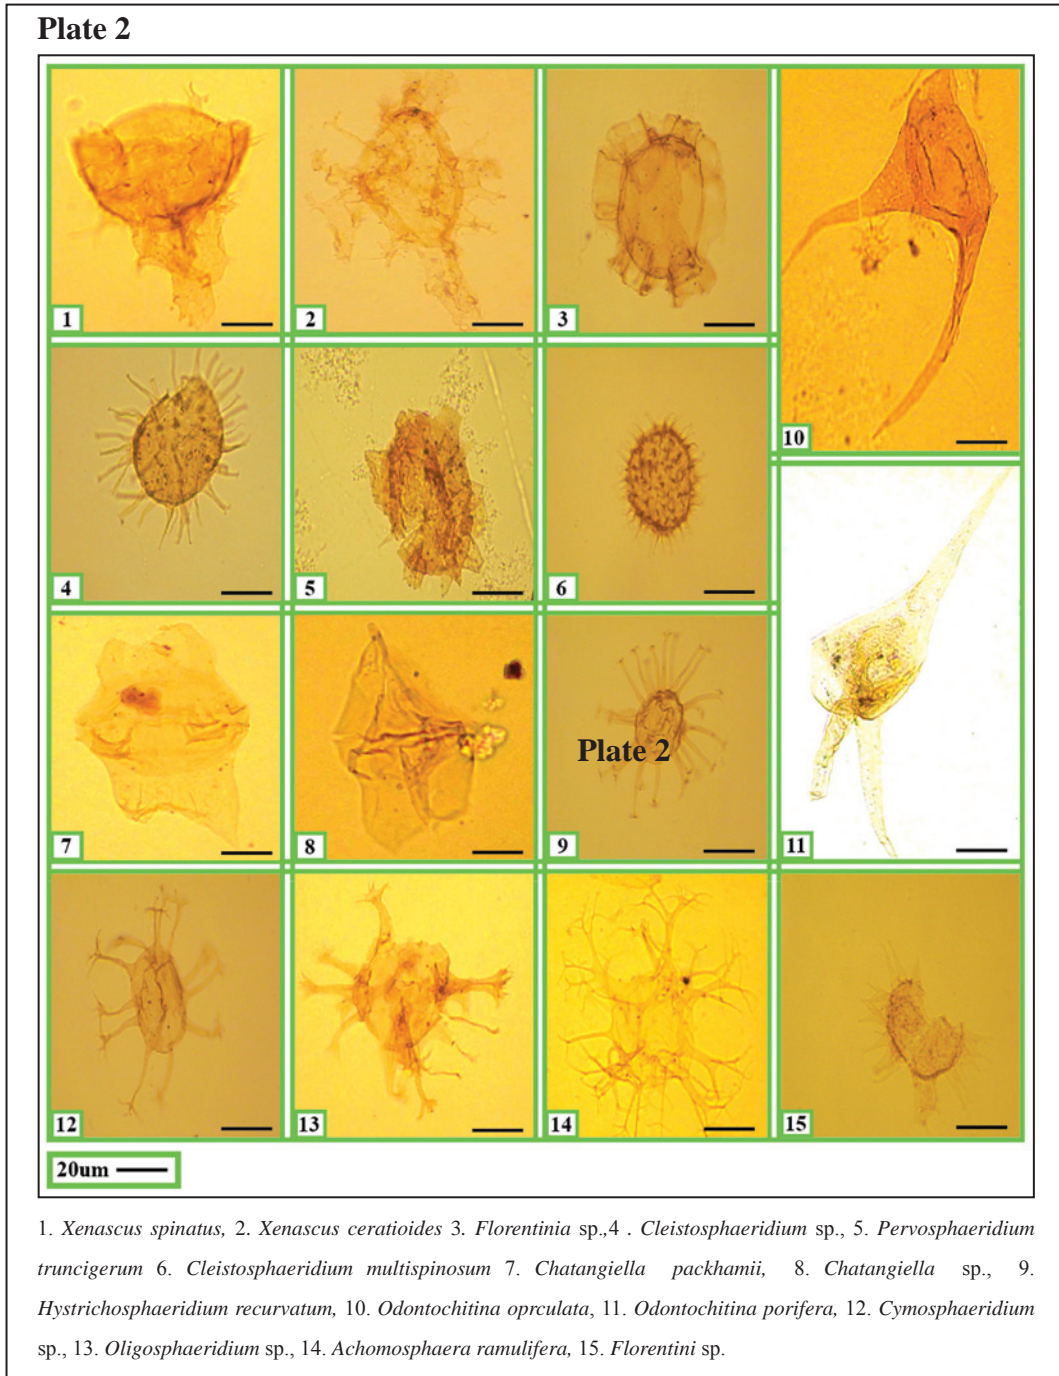 Plate 2
1
2
3
10
4
5
6
7
8
Plate 2
9
11
12
13
14
15
20um
1. Xenascus spinatus, 2. Xenascus ceratioides 3. Florentinia sp.,4 . Cleistosphaeridium sp., 5. Pervosphaeridium
truncigerum 6. Cleistosphaeridium multispinosum 7. Chatangiella packhamii, 8. Chatangiella sp., 9.
Hystrichosphaeridium recurvatum, 10. Odontochitina oprculata, 11. Odontochitina porifera, 12. Cymosphaeridium
sp., 13. Oligosphaeridium sp., 14. Achomosphaera ramulifera, 15. Florentini sp.